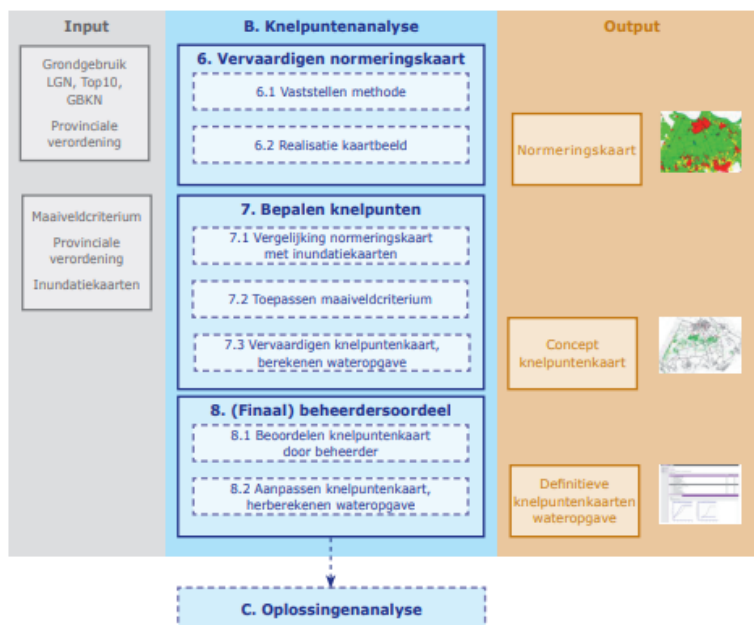 Input
B. Knelpuntenanalyse
Output
Grondgebruik
LGN, Top10,
GBKN
Provinciale
verordening
6. Vervaardigen normeringskaart
6.1 Vaststellen methode
6.2 Realisatie kaartbeeld
Normeringskaart
Maaiveldcriterium
Provinciale
verordening
Inundatiekaarten
7. Bepalen knelpunten
7.1 Vergelijking normeringskaart
met inundatiekaarten
7.2 Toepassen maaiveldcriterium
7.3 Vervaardigen knelpuntenkaart,
berekenen wateropgave
Concept
knelpuntenkaart
8. (Finaal) beheerdersoordeel
8.1 Beoordelen knelpuntenkaart
door beheerder
8.2 Aanpassen knelpuntenkaart,
herberekenen wateropgave
Definitieve
knelpuntenkaarten
wateropgave
C. Oplossingenanalyse